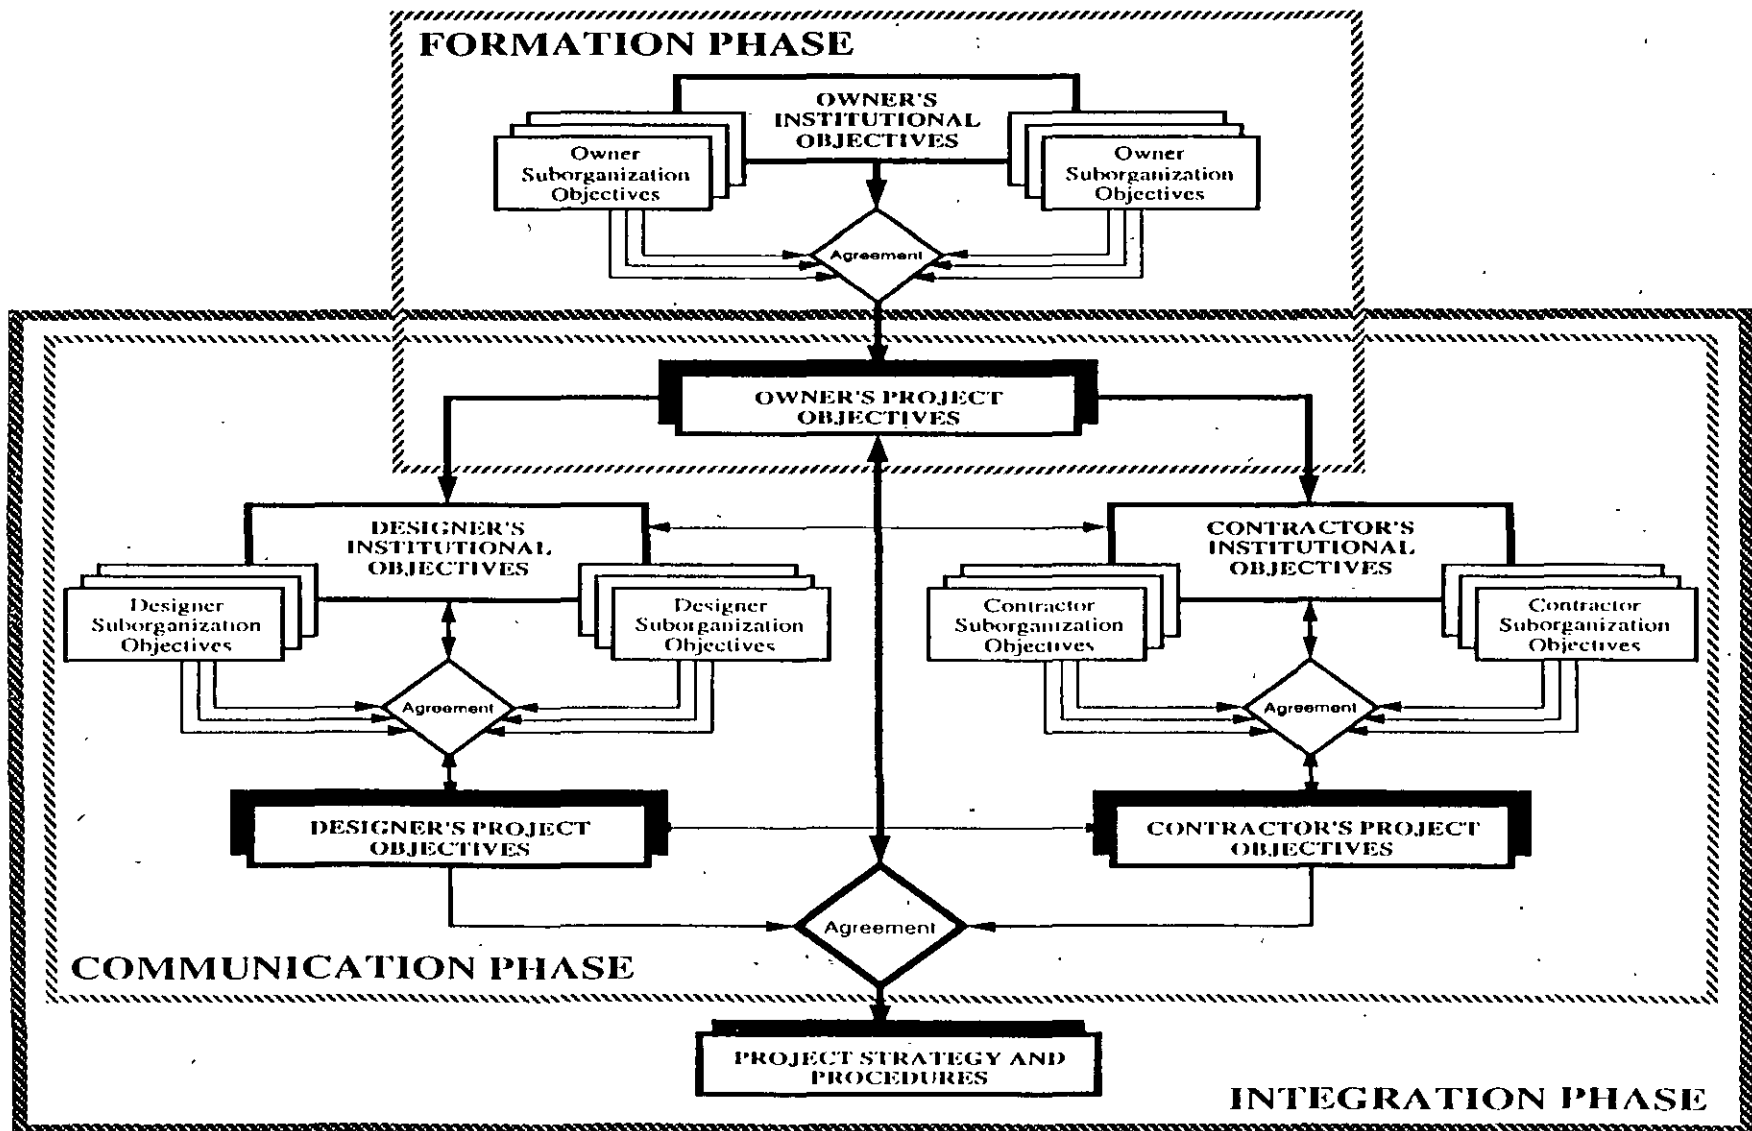 FORMATION PHASE
OWNER'S
INSTITUTIONAL
OBJECTIVES
Owner
Suborganization
Objectives
Owner
Suborganization
Objectives
Agreement
OWNER'S PROJECT
OBJECTIVES
DESIGNER'S
INSTITUTIONAL
OBJECTIVES
CONTRACTOR'S
INSTITUTIONAL
OBJECTIVES
Designer
Suborganization
Objectives
Designer
Suborganization
Objectives
Contractor
Suborganization
Objectives
Contractor
Suborganization
Objectives
Agreement
Agreement
DESIGNER'S PROJECT
OBJECTIVES
CONTRACTOR'S PROJECT
OBJECTIVES
Agreement
COMMUNICATION PHASE
PROJECT STRATEGY AND
PROCEDURES
INTEGRATION PHASE